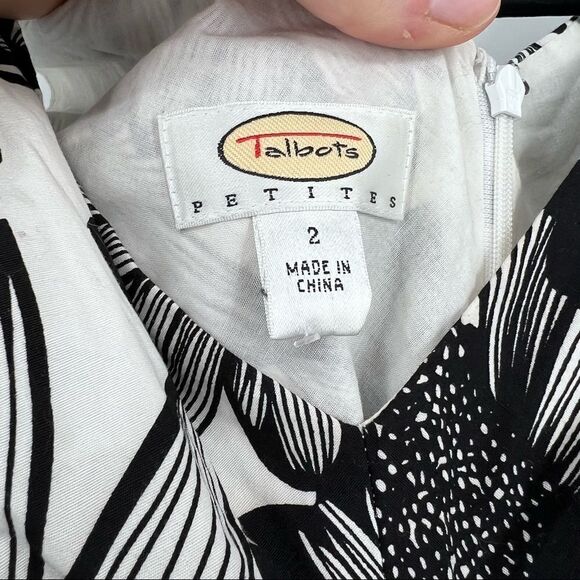 Talbots
PETITES
2
MADE IN
CHINA